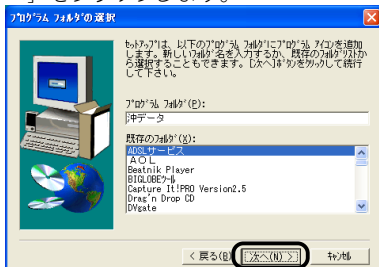 」をクリックします。
ﾌﾟﾛｸﾞﾗﾑ ﾌｫﾙﾀﾞの選択
ｾｯﾄｱｯﾌﾟは、以下のﾌﾟﾛｸﾞﾗﾑ ﾌｫﾙﾀﾞにﾌﾟﾛｸﾞﾗﾑ ｱｲｺﾝを追加
します。新しいﾌｫﾙﾀﾞ名を入力するか、既存のﾌｫﾙﾀﾞﾘｽﾄか
ら選択することもできます。[次へ]ﾎﾞﾀﾝをｸﾘｯｸして続行
して下さい。
ﾌﾟﾛｸﾞﾗﾑ ﾌｫﾙﾀﾞ(P):
沖データ
既存のﾌｫﾙﾀﾞ(X):
ADSLサービス
AOL
Beatnik Player
BIGLOBEﾂｰﾙ
Capture It!PRO Version2.5
Drag'n Drop CD
DVgate
< 戻る(B)
次へ(N) >
ｷｬﾝｾﾙ